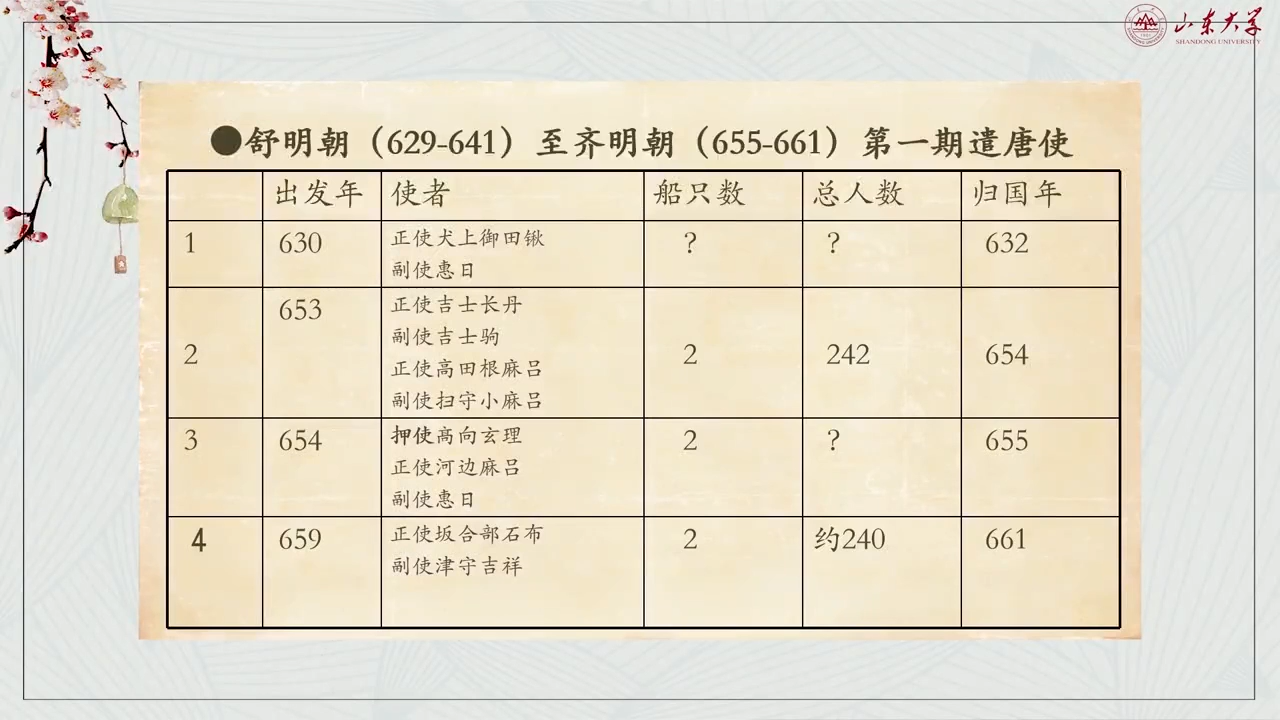 山东大学
SHANDONG UNIVERSITY
●舒明朝（629-641）至齐明朝（655-661）第一期遣唐使
出发年 使者 船只数 总人数 归国年
1 630 正使犬上御田锹 ? ? 632
副使惠日
653 正使吉士长丹
副使吉士驹
2 2 242 654
正使高田根麻吕
副使扫守小麻吕
3 654 押使高向玄理 2 ? 655
正使河边麻吕
副使惠日
4 659 正使坂合部石布 2 约240 661
副使津守吉祥